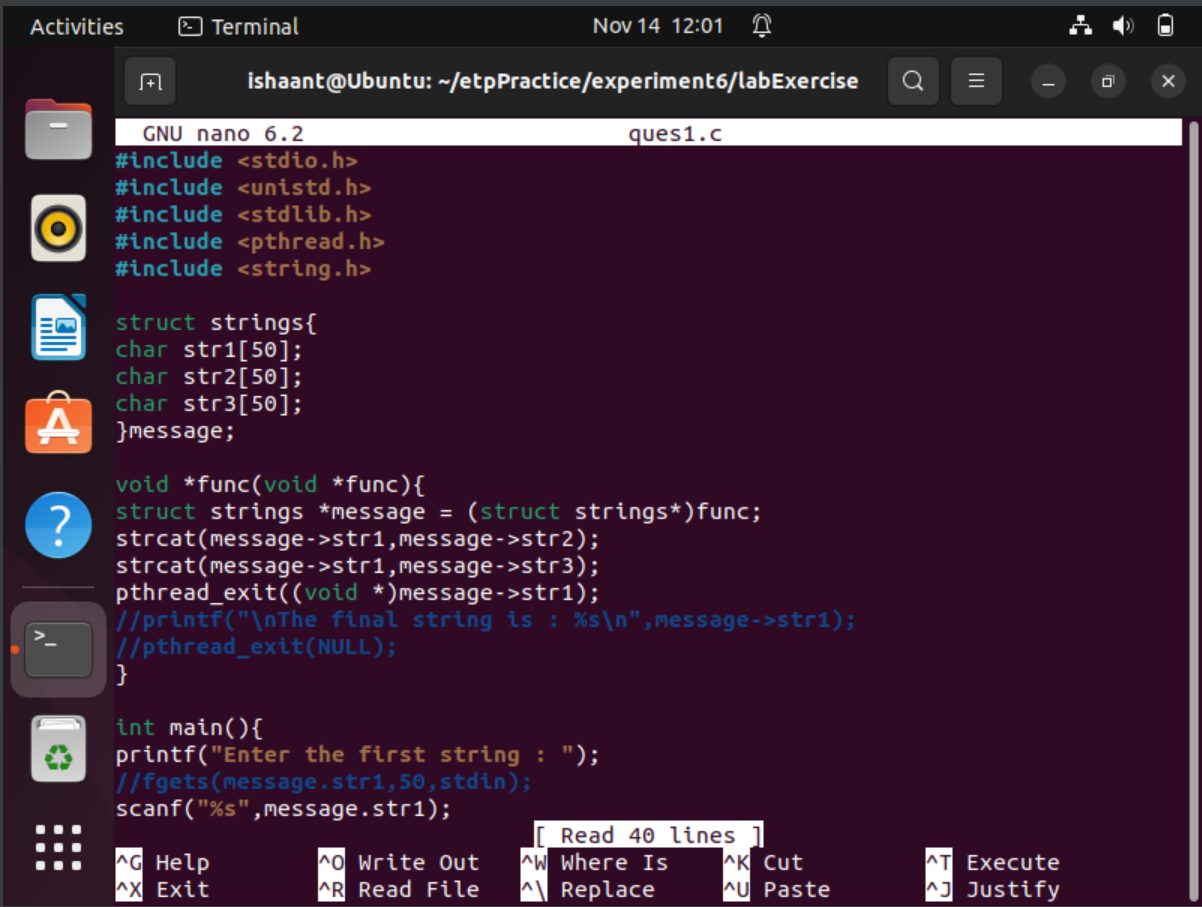 Activities Terminal Nov 14 12:01
ishaant@Ubuntu: ~/etpPractice/experiment6/labExercise
GNU nano 6.2 ques1.c
#include <stdio.h>
#include <unistd.h>
#include <stdlib.h>
#include <pthread.h>
#include <string.h>
struct strings{
char str1[50];
char str2[50];
char str3[50];
}message;
void *func(void *func){
struct strings *message = (struct strings*)func;
strcat(message->str1,message->str2);
strcat(message->str1,message->str3);
pthread_exit((void *)message->str1);
//printf("\nThe final string is : %s\n",message->str1);
//pthread_exit(NULL);
}
int main(){
printf("Enter the first string : ");
//fgets(message.str1,50,stdin);
scanf("%s",message.str1);
[ Read 40 lines ]
^G Help ^O Write Out ^W Where Is ^K Cut ^T Execute
^X Exit ^R Read File ^\ Replace ^U Paste ^J Justify